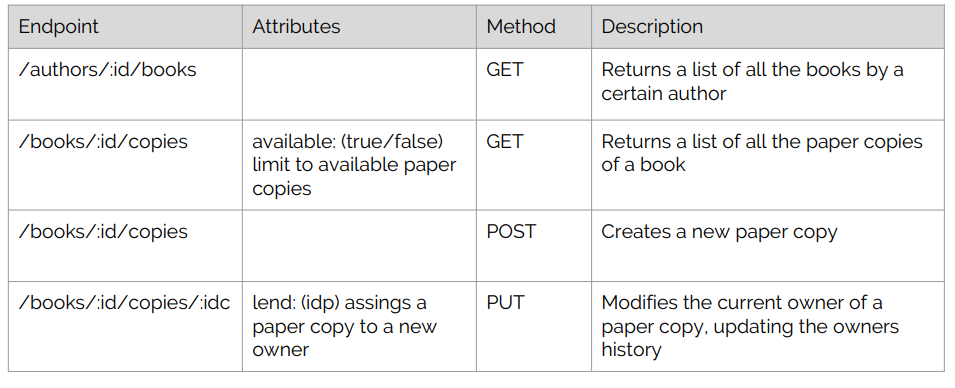 Endpoint Attributes Method Description
/authors/:id/books GET Returns a list of all the books by a
certain author
/books/:id/copies available: (true/false) GET Returns a list of all the paper copies
limit to available paper of a book
copies
/books/:id/copies POST Creates a new paper copy
/books/:id/copies/:idc lend: (idp) assings a PUT Modifies the current owner of a
paper copy to a new paper copy, updating the owners
owner history